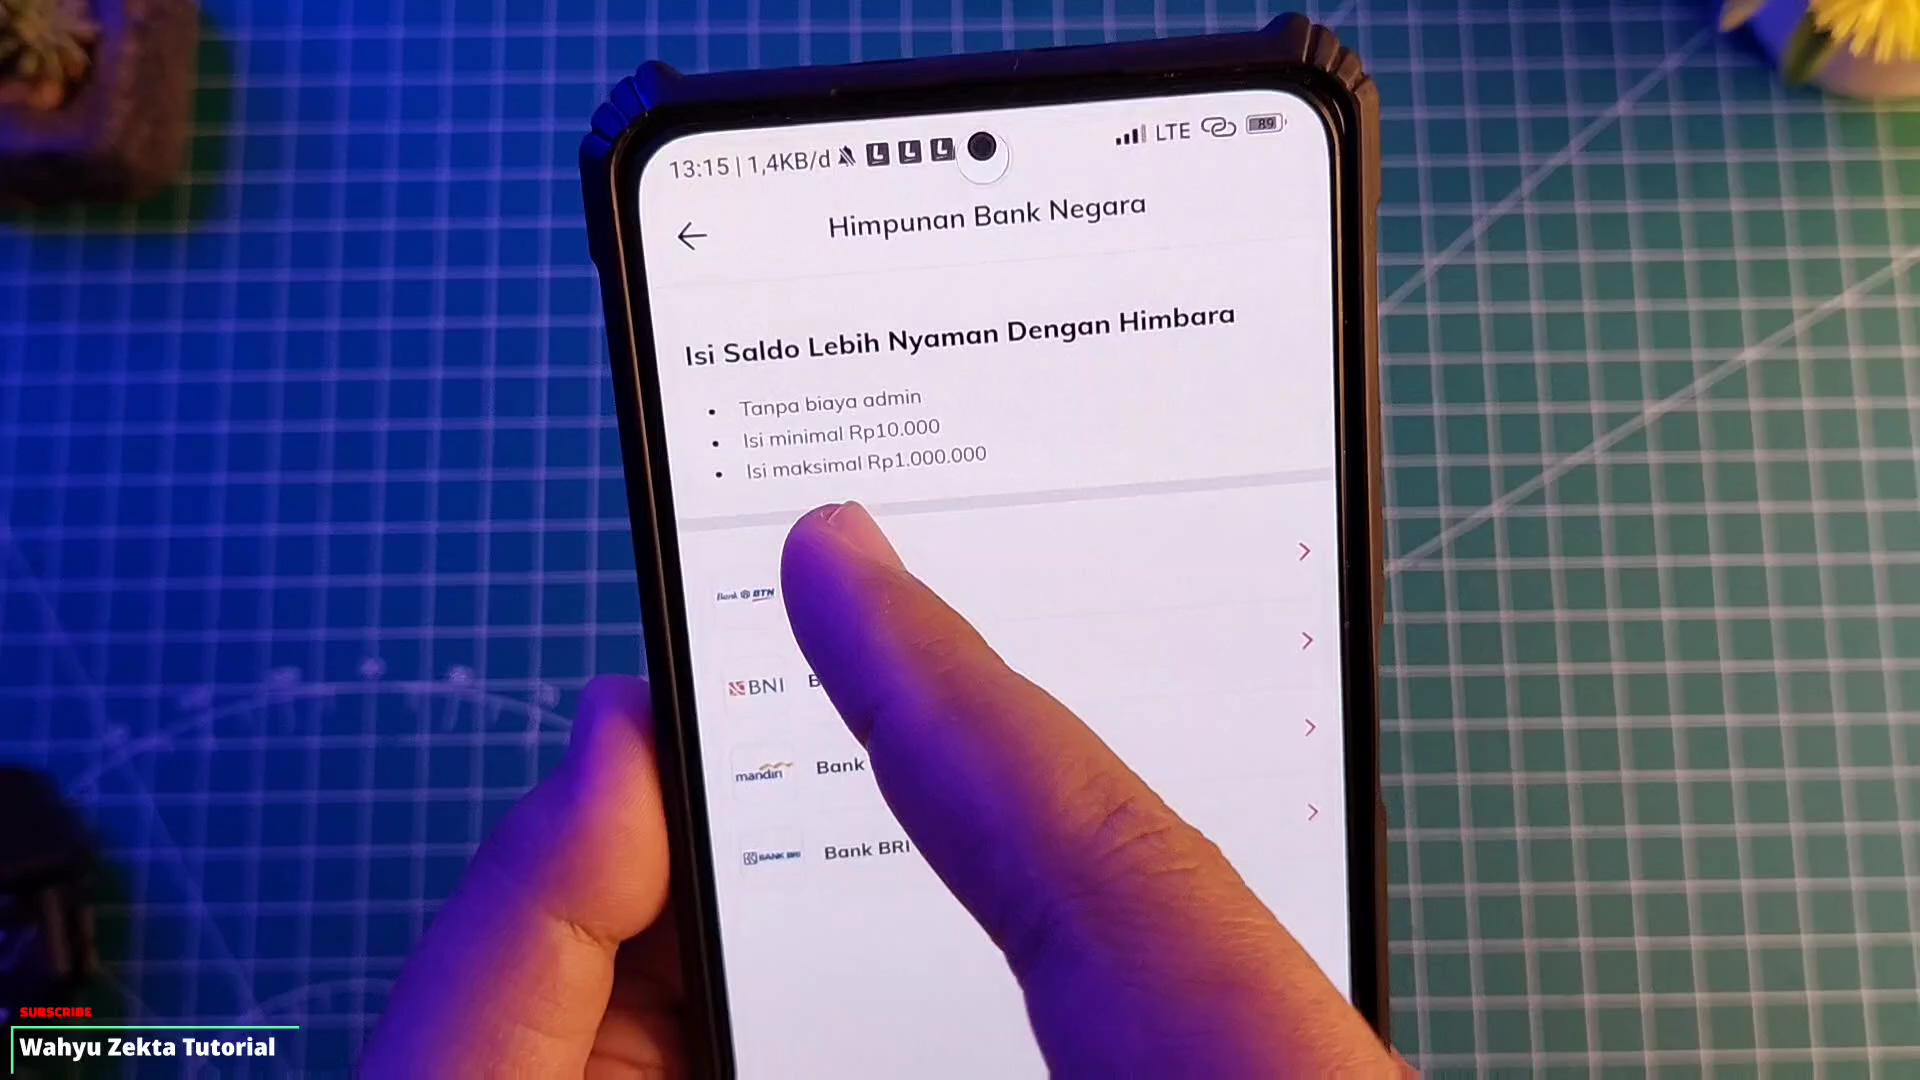 13:15 | 1,4KB/d
LTE
89
Himpunan Bank Negara
Isi Saldo Lebih Nyaman Dengan Himbara
• Tanpa biaya admin
• Isi minimal Rp10.000
• Isi maksimal Rp1.000.000
Bank BTN
BNI
mandiri Bank
BANK BRI Bank BRI
SUBSCRIBE
Wahyu Zekta Tutorial